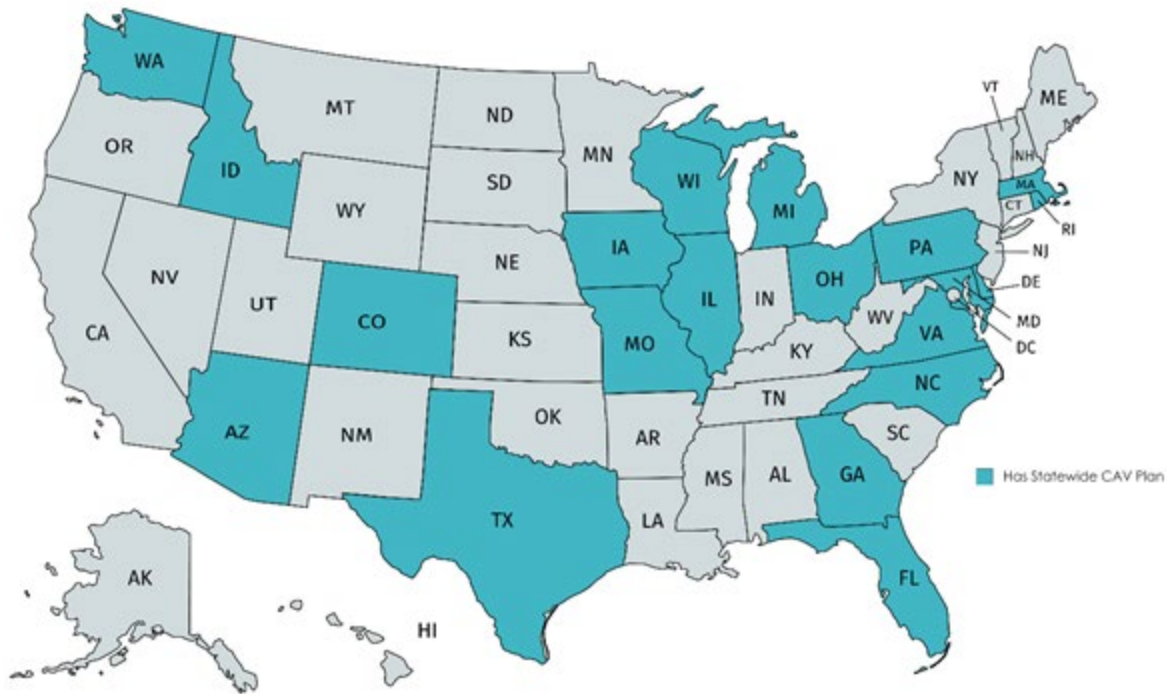 WA
MT
ND
MN
VT
ME
OR
ID
SD
WI
MI
NY
NH
MA
CT
RI
WY
NE
IA
PA
NJ
NV
UT
CO
KS
MO
IL
IN
OH
WV
VA
DE
MD
DC
CA
KY
AZ
NM
OK
AR
TN
NC
SC
TX
LA
MS
AL
GA
Has Statewide CAV Plan
AK
HI
FL